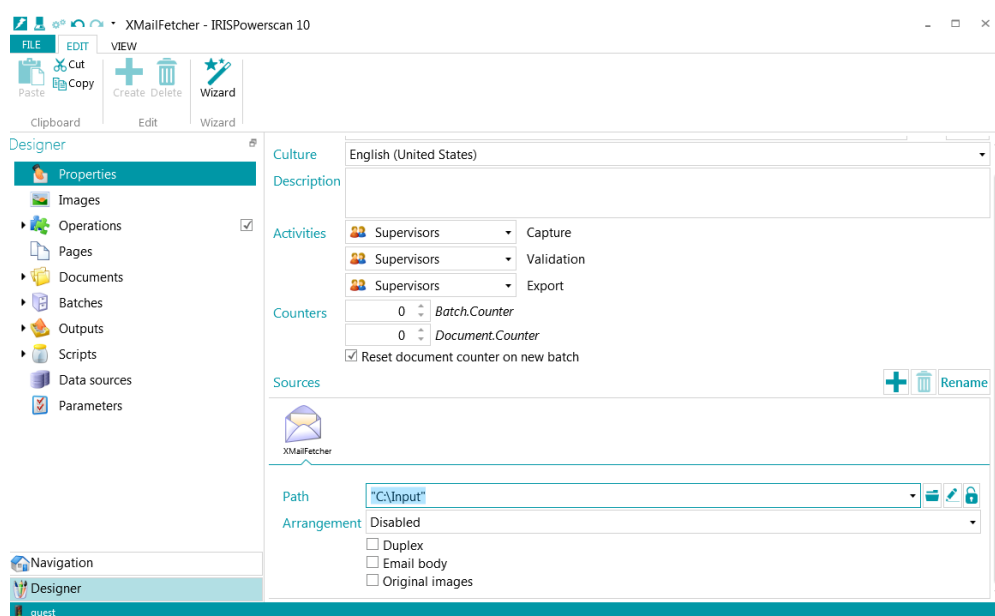 XMailFetcher - IRISPowerscan 10
FILE EDIT VIEW
Paste Cut Copy Create Delete Wizard
Clipboard Edit Wizard
Designer
Properties
Images
Operations
Pages
Documents
Batches
Outputs
Scripts
Data sources
Parameters
Navigation
Designer
guest
Culture English (United States)
Description
Activities Supervisors Capture
Supervisors Validation
Supervisors Export
Counters 0 Batch.Counter
0 Document.Counter
Reset document counter on new batch
Sources Rename
XMailFetcher
Path "C:\Input"
Arrangement Disabled
Duplex
Email body
Original images